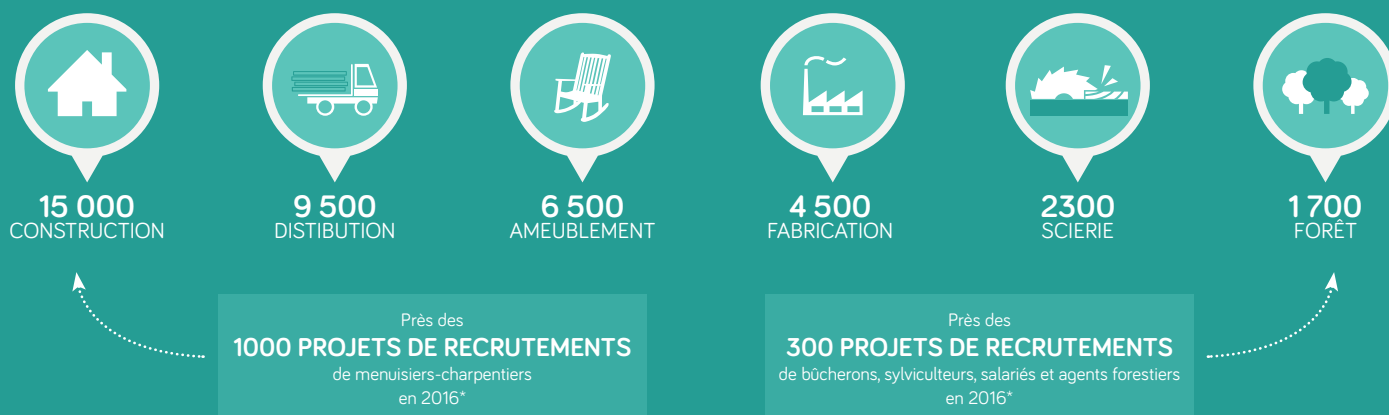 15 000
CONSTRUCTION
9 500
DISTIBUTION
6 500
AMEUBLEMENT
4 500
FABRICATION
2300
SCIERIE
1 700
FORÊT
Près des
1000 PROJETS DE RECRUTEMENTS
de menuisiers-charpentiers
en 2016*
Près des
300 PROJETS DE RECRUTEMENTS
de bûcherons, sylviculteurs, salariés et agents forestiers
en 2016*